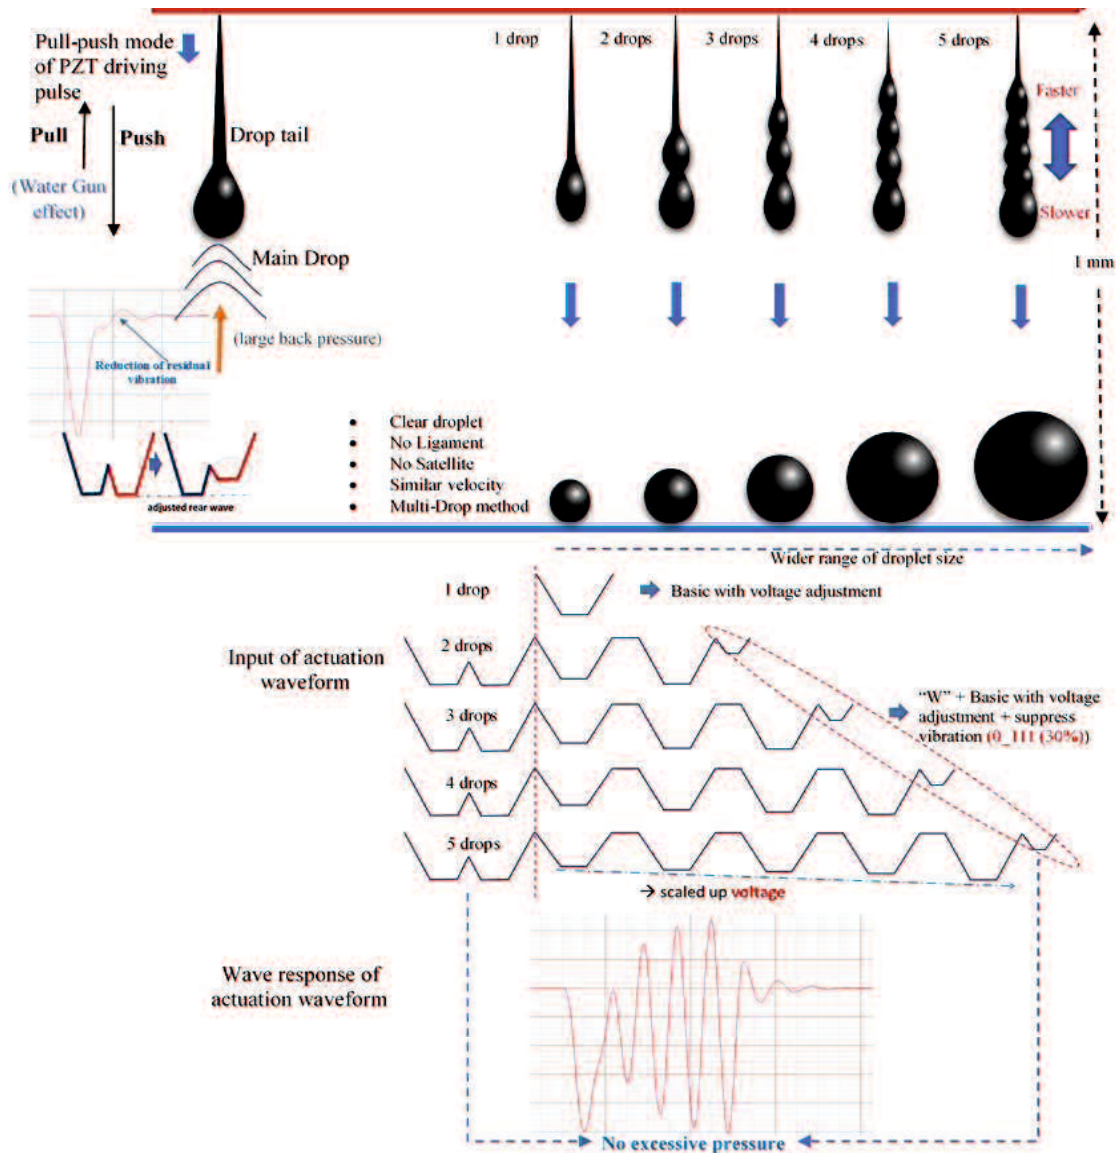 1 drop
2 drops
3 drops
4 drops
5 drops
Pull-push mode
of PZT driving
pulse
Pull
Push
(Water Gun
effect)
Drop tail
Main Drop
(large back pressure)
Reduction of residual
vibration
adjusted rear wave
Faster
Slower
1 mm
• Clear droplet
• No Ligament
• No Satellite
• Similar velocity
• Multi-Drop method
Wider range of droplet size
1 drop
Basic with voltage adjustment
Input of actuation
waveform
2 drops
3 drops
4 drops
5 drops
"W" + Basic with voltage
adjustment + suppress
vibration (0_111 (30%))
→ scaled up voltage
Wave response of
actuation waveform
No excessive pressure